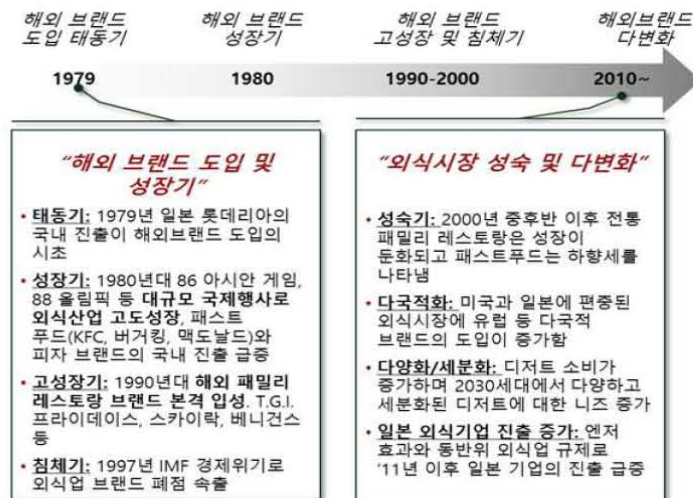 해외 브랜드
도입 태동기
해외 브랜드
성장기
해외 브랜드
고성장 및 침체기
해외브랜드
다변화
1979
1980
1990-2000
2010~
“해외 브랜드 도입 및
성장기”
• 태동기: 1979년 일본 롯데리아의
국내 진출이 해외브랜드 도입의
시초
• 성장기: 1980년대 86 아시안 게임,
88 올림픽 등 대규모 국제행사로
외식산업 고도성장, 패스트
푸드(KFC, 버거킹, 맥도날드)와
피자 브랜드의 국내 진출 급증
• 고성장기: 1990년대 해외 패밀리
레스토랑 브랜드 본격 입성. T.G.I.
프라이데이스, 스카이락, 베니건스
등
• 침체기: 1997년 IMF 경제위기로
외식업 브랜드 폐점 속출
“외식시장 성숙 및 다변화”
• 성숙기: 2000년 중후반 이후 전통
패밀리 레스토랑은 성장이
둔화되고 패스트푸드는 하향세를
나타냄
• 다국적화: 미국과 일본에 편중된
외식시장에 유럽 등 다국적
브랜드의 도입이 증가함
• 다양화/세분화: 디저트 소비가
증가하며 2030세대에서 다양하고
세분화된 디저트에 대한 니즈 증가
• 일본 외식기업 진출 증가: 엔저
효과와 동반위 외식업 규제로
'11년 이후 일본 기업의 진출 급증